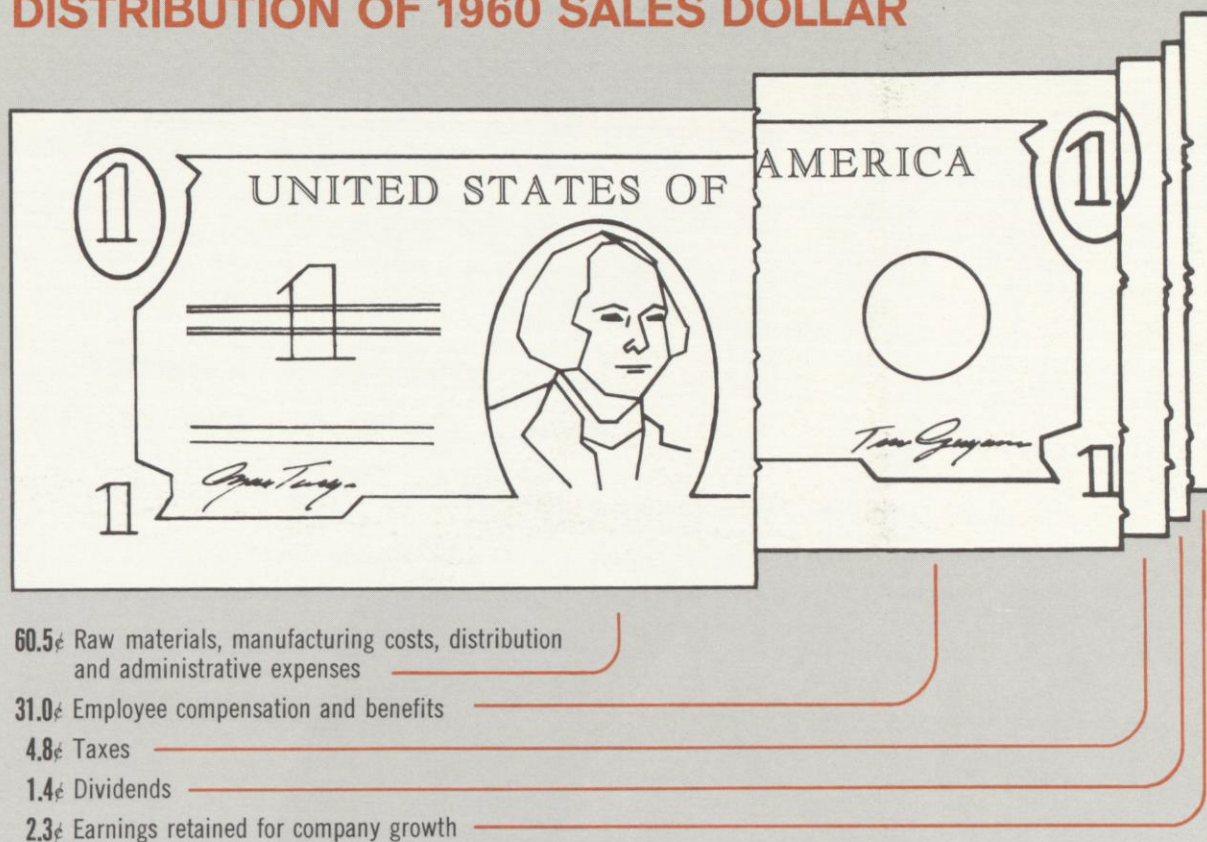 DISTRIBUTION OF 1960 SALES DOLLAR
1
UNITED STATES OF AMERICA
1
1
1
1
60.5¢ Raw materials, manufacturing costs, distribution
and administrative expenses
31.0¢ Employee compensation and benefits
4.8¢ Taxes
1.4¢ Dividends
2.3¢ Earnings retained for company growth